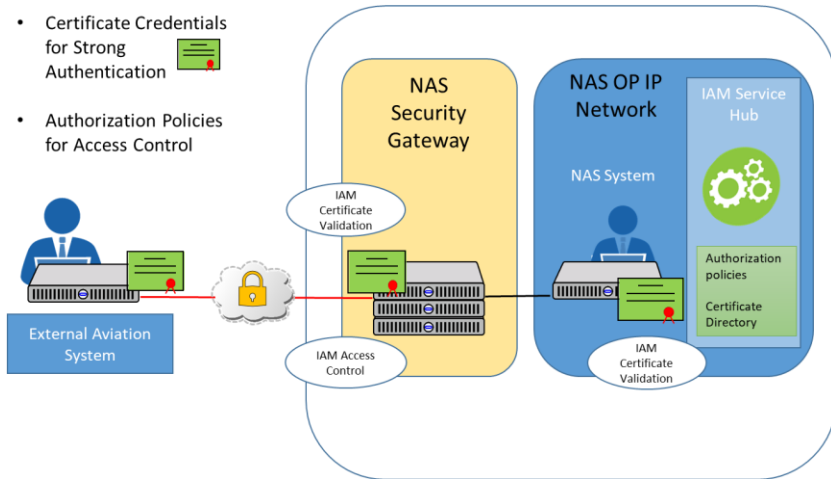 • Certificate Credentials
for Strong
Authentication
• Authorization Policies
for Access Control
NAS
Security
Gateway
NAS OP IP
Network
IAM Service
Hub
NAS System
IAM
Certificate
Validation
Authorization
policies
Certificate
Directory
External Aviation
System
IAM Access
Control
IAM
Certificate
Validation